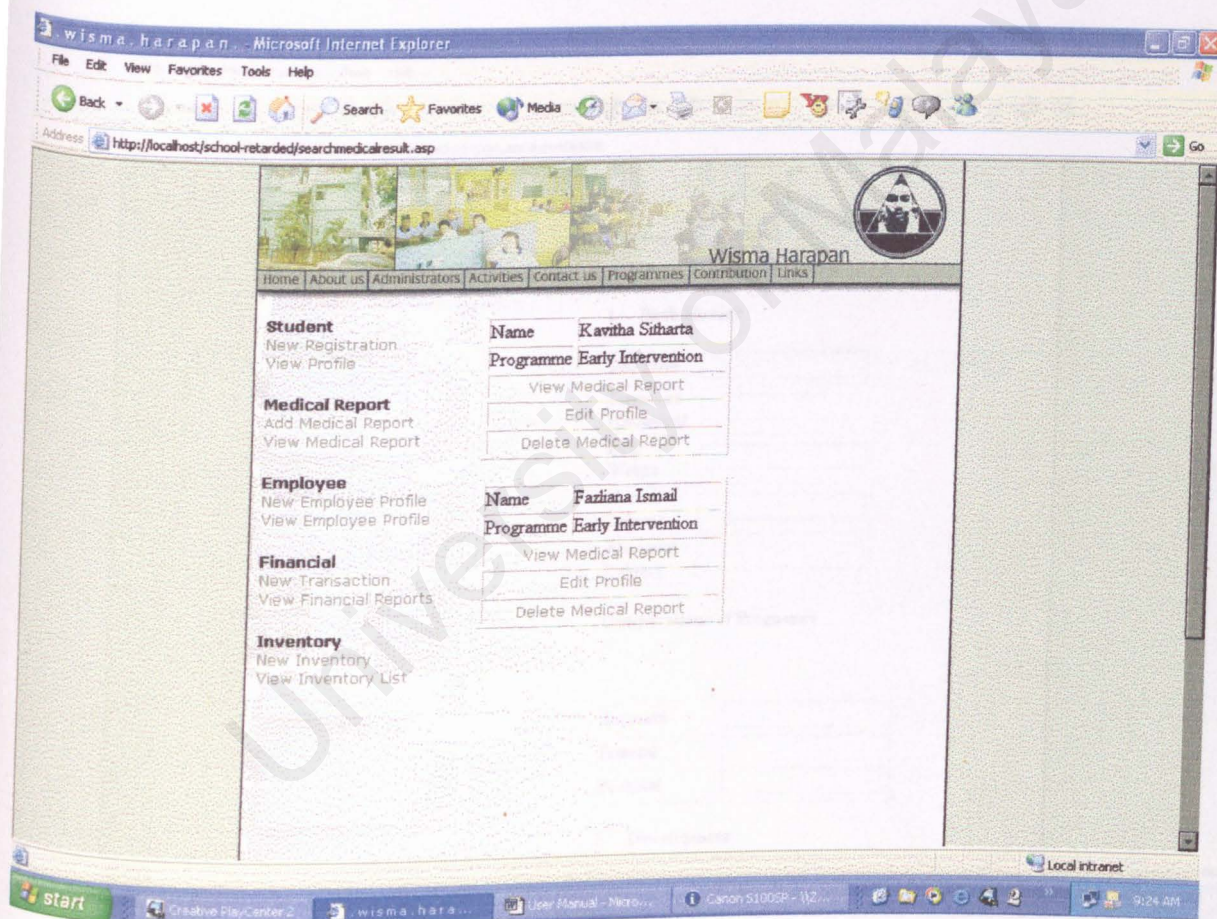 .wisma.harapan. - Microsoft Internet Explorer
File Edit View Favorites Tools Help
Back Search Favorites Media
Address http://localhost/school-retarded/searchmedicalresult.asp Go
Wisma Harapan
Home About us Administrators Activities Contact us Programmes Contribution Links
Student
New Registration
View Profile
Medical Report
Add Medical Report
View Medical Report
Employee
New Employee Profile
View Employee Profile
Financial
New Transaction
View Financial Reports
Inventory
New Inventory
View Inventory List
Name Kavitha Sitharta
Programme Early Intervention
View Medical Report
Edit Profile
Delete Medical Report
Name Fazliana Ismail
Programme Early Intervention
View Medical Report
Edit Profile
Delete Medical Report
University of Malaya
Local intranet
start Creative PlayCenter 2 .wisma.hara... User Manual - Micro... Canon S100SP - \\Z... 9:24 AM